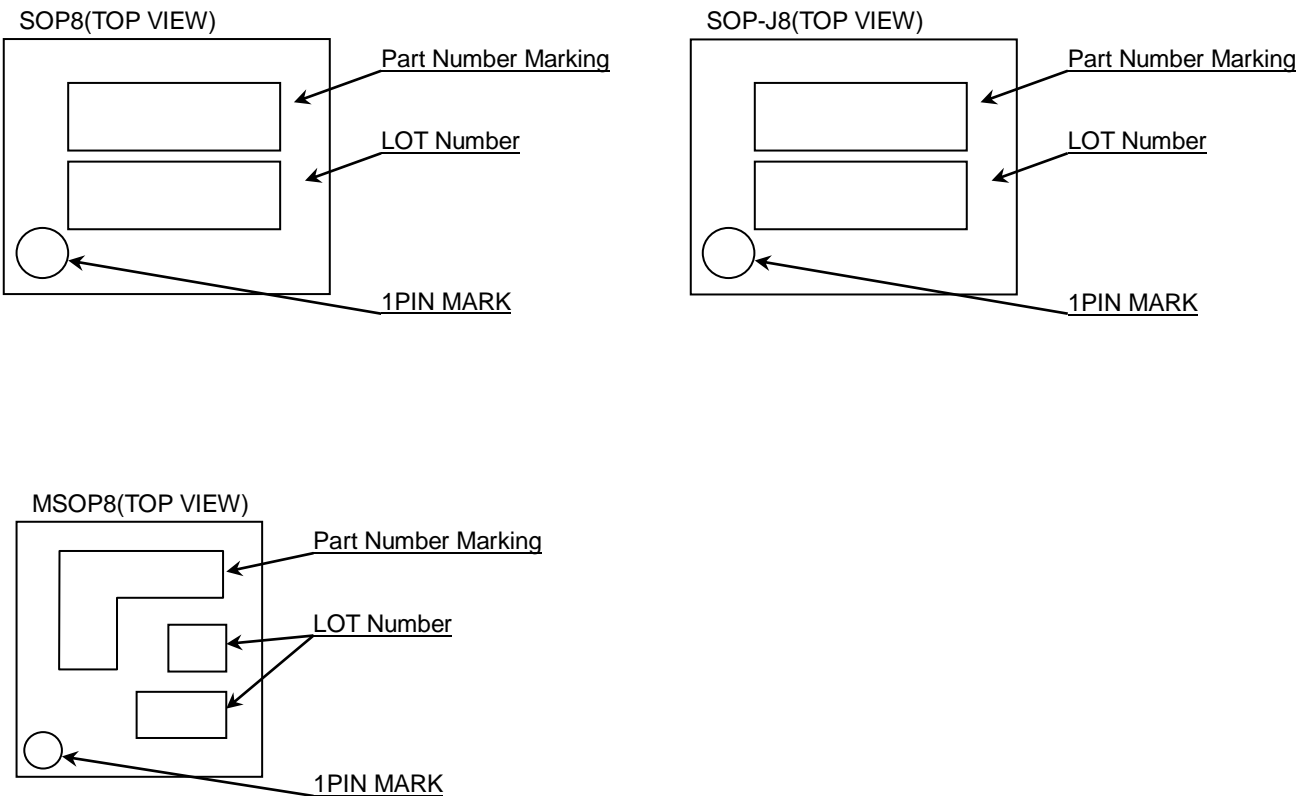 SOP8(TOP VIEW)
Part Number Marking
LOT Number
1PIN MARK
SOP-J8(TOP VIEW)
Part Number Marking
LOT Number
1PIN MARK
MSOP8(TOP VIEW)
Part Number Marking
LOT Number
1PIN MARK